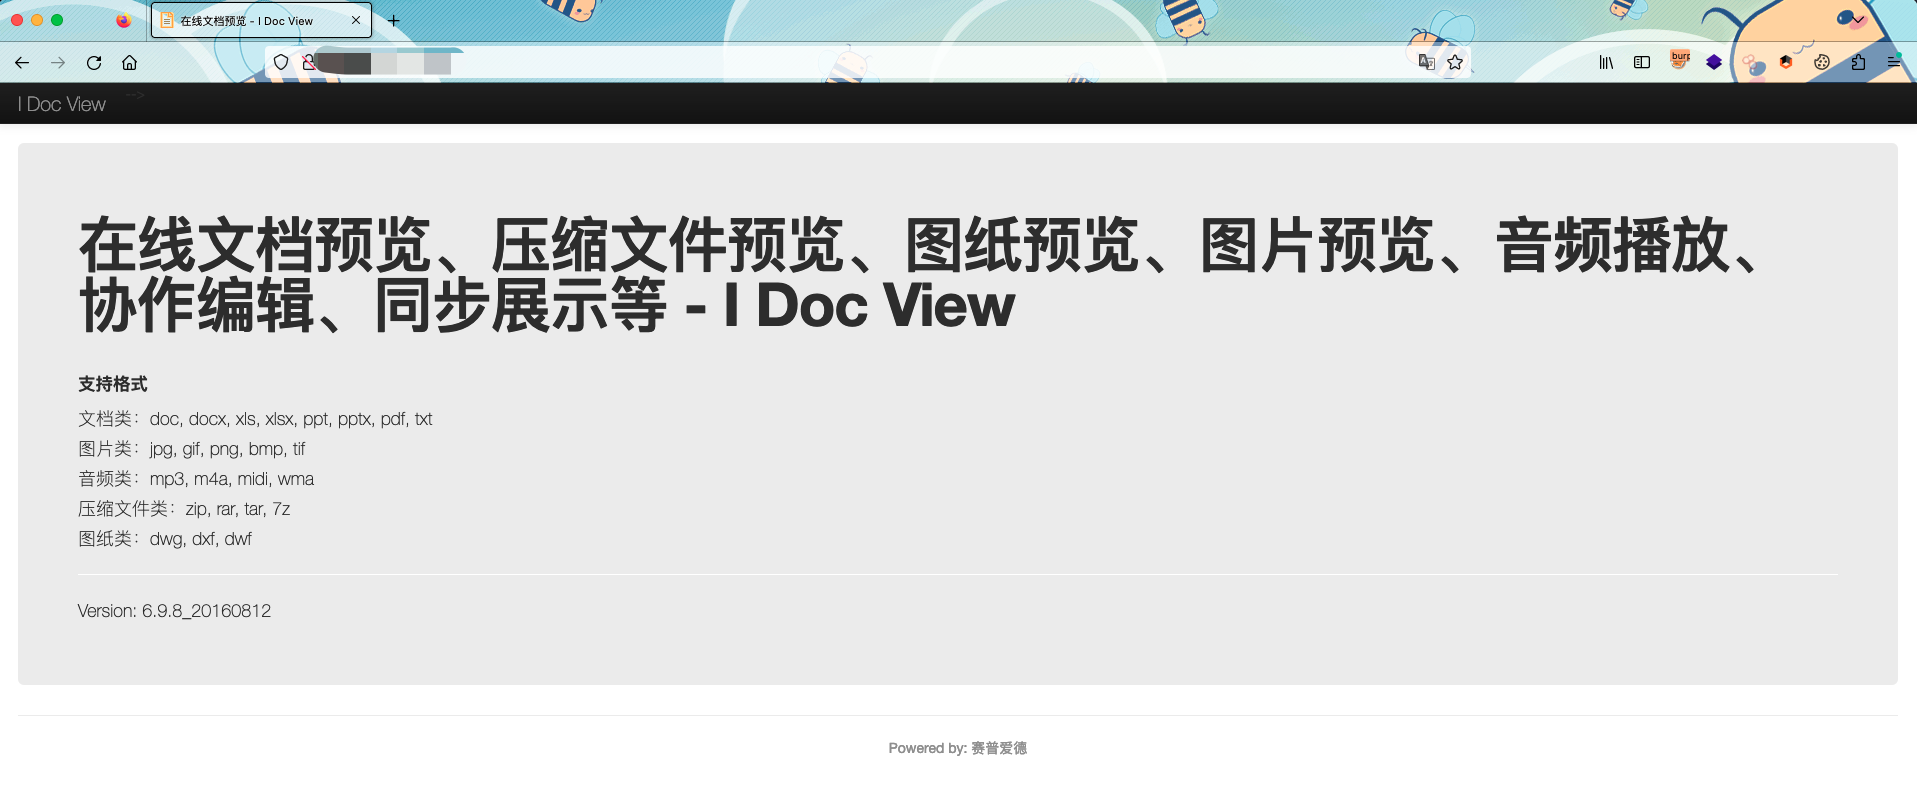 在线文档预览 - I Doc View
I Doc View
-->
在线文档预览、压缩文件预览、图纸预览、图片预览、音频播放、
协作编辑、同步展示等 - I Doc View
支持格式
文档类：doc, docx, xls, xlsx, ppt, pptx, pdf, txt
图片类：jpg, gif, png, bmp, tif
音频类：mp3, m4a, midi, wma
压缩文件类：zip, rar, tar, 7z
图纸类：dwg, dxf, dwf
Version: 6.9.8_20160812
Powered by: 赛普爱德